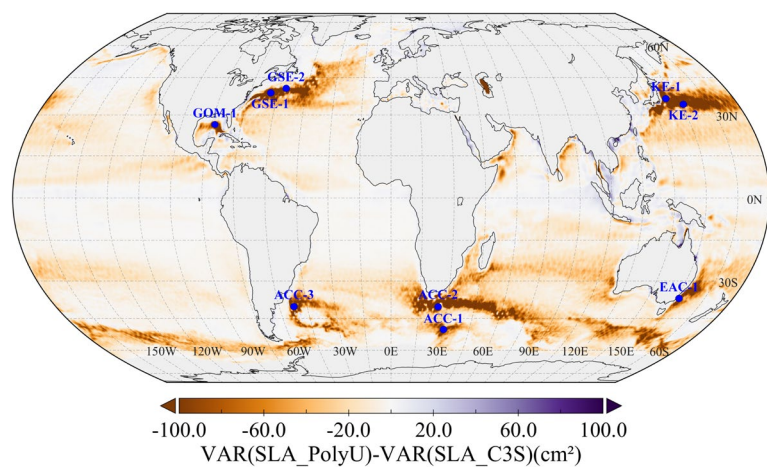 60N
GSE-2
KE-1
GSE-1
KE-2
GOM-1
30N
0N
30S
EAC-1
ACC-3
ACC-2
ACC-1
150W 120W 90W 60W 30W 0E 30E 60E 90E 120E 150E 60S
-100.0 -60.0 -20.0 20.0 60.0 100.0
VAR(SLA_PolyU)-VAR(SLA_C3S)(cm²)